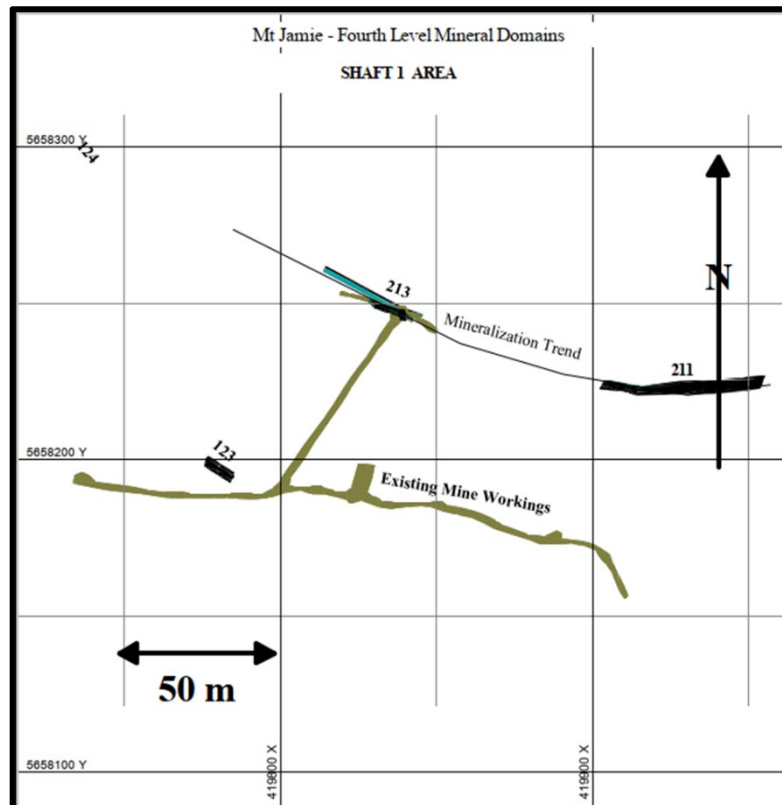 Mt Jamie - Fourth Level Mineral Domains
SHAFT 1 AREA
5658300 Y
124
N
213
Mineralization Trend
211
5658200 Y
123
Existing Mine Workings
50 m
419800 X
419900 X
5658100 Y